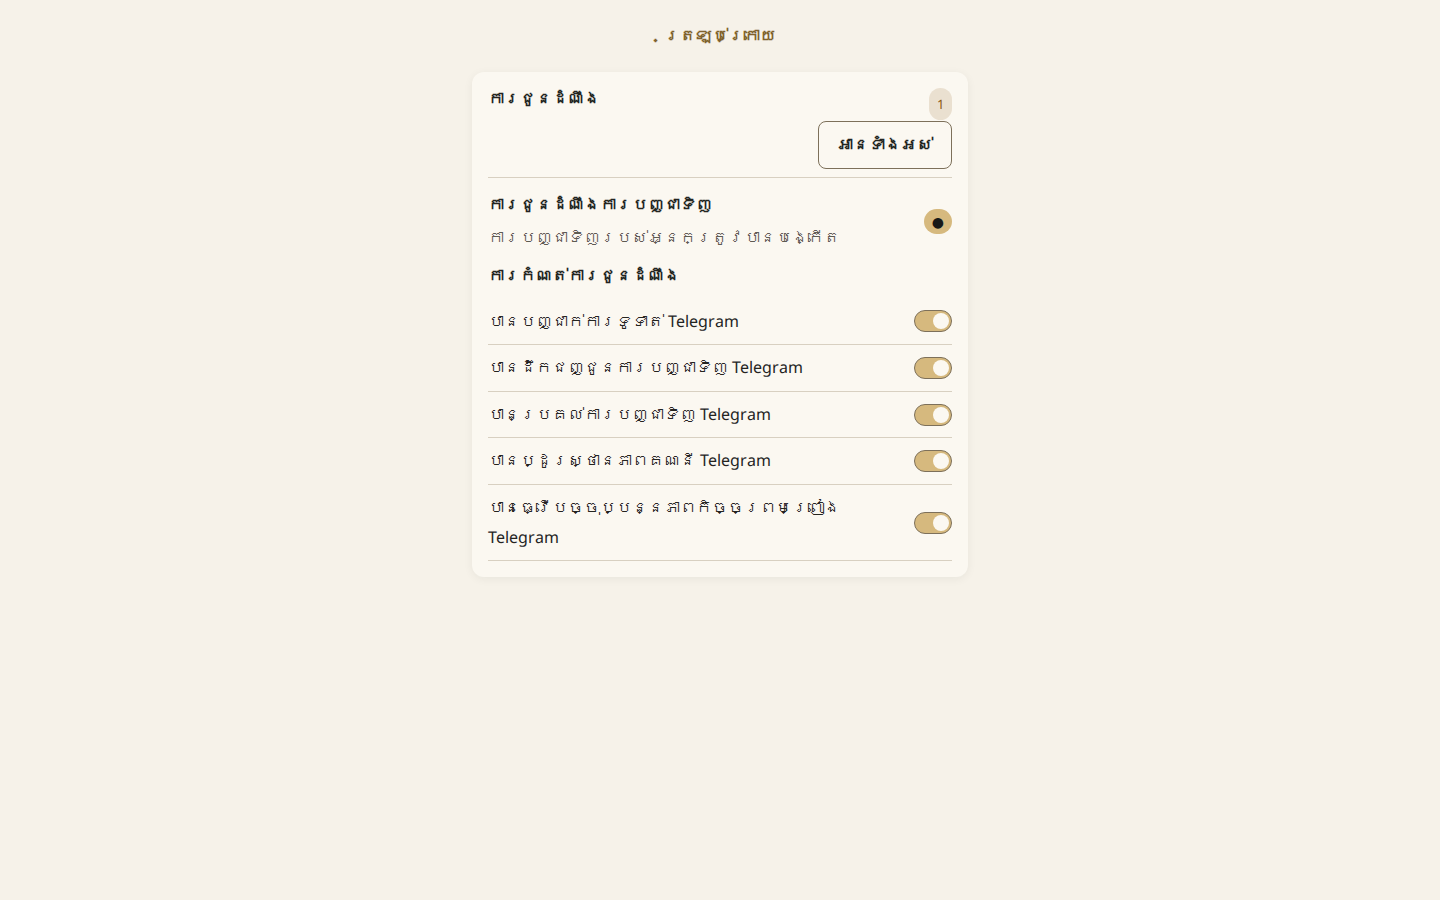 ត្រឡប់ក្រោយ
ការជូនដំណឹង
1
អានទាំងអស់
ការជូនដំណឹងការបញ្ជាទិញ
ការបញ្ជាទិញរបស់អ្នកត្រូវបានបង្កើត
ការកំណត់ការជូនដំណឹង
បានបញ្ជាក់ការទូទាត់ Telegram
បានដឹកជញ្ជូនការបញ្ជាទិញ Telegram
បានប្រគល់ការបញ្ជាទិញ Telegram
បានប្ដូរស្ថានភាពគណនី Telegram
បានធ្វើបច្ចុប្បន្នភាពកិច្ចព្រមព្រៀង
Telegram